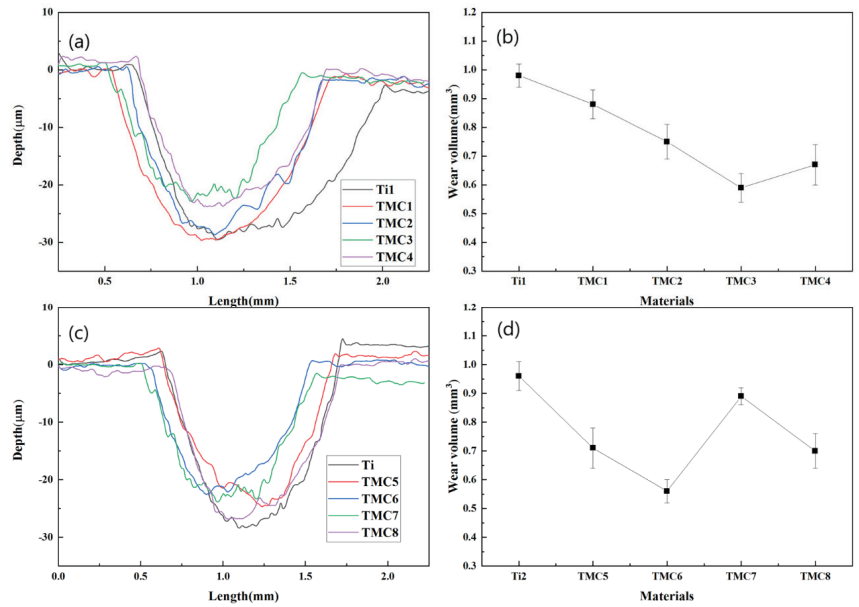 (a)
10
0
-10
-20
-30
Depth(μm)
0.5
1.0
1.5
2.0
Length(mm)
Ti1
TMC1
TMC2
TMC3
TMC4
(b)
1.2
1.1
1.0
0.9
0.8
0.7
0.6
0.5
0.4
0.3
Wear vollume(mm³)
Ti1
TMC1
TMC2
TMC3
TMC4
Materials
(c)
10
0
-10
-20
-30
Depth(μm)
0.0
0.5
1.0
1.5
2.0
Length(mm)
Ti
TMC5
TMC6
TMC7
TMC8
(d)
1.2
1.1
1.0
0.9
0.8
0.7
0.6
0.5
0.4
0.3
Wear volume (mm³)
Ti2
TMC5
TMC6
TMC7
TMC8
Materials